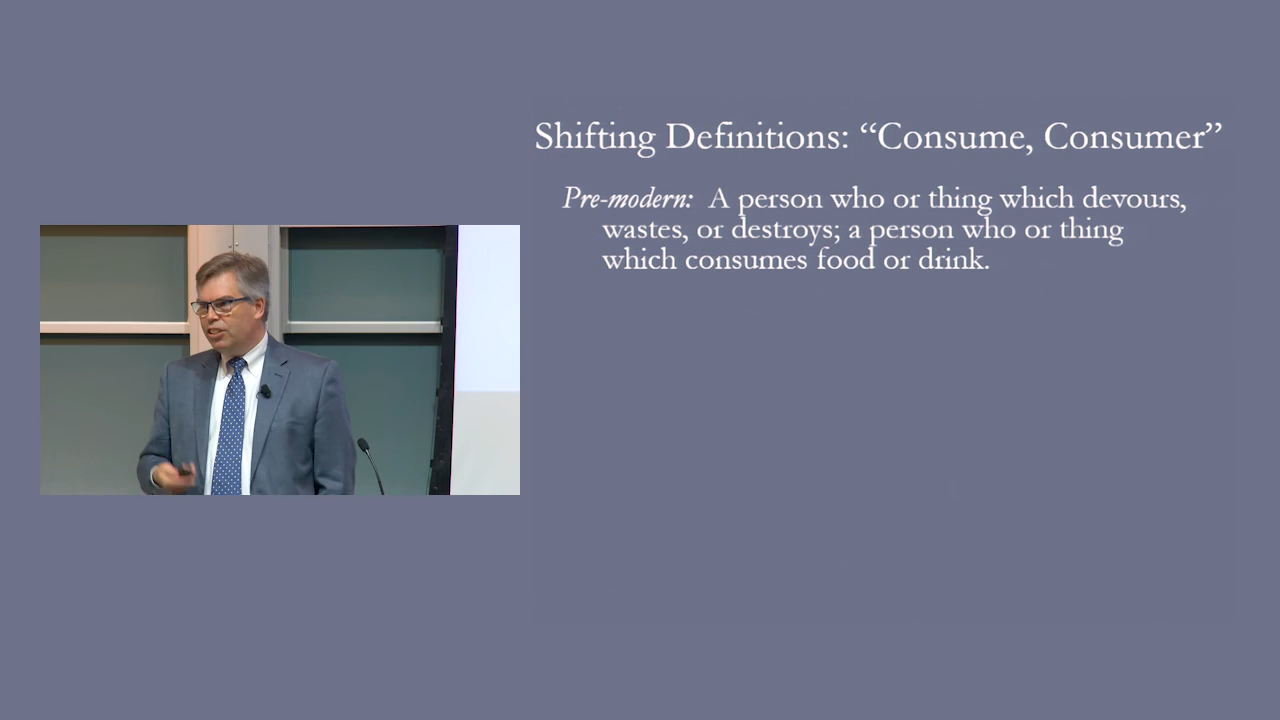 Shifting Definitions: “Consume, Consumer”
Pre-modern: A person who or thing which devours,
wastes, or destroys; a person who or thing
which consumes food or drink.